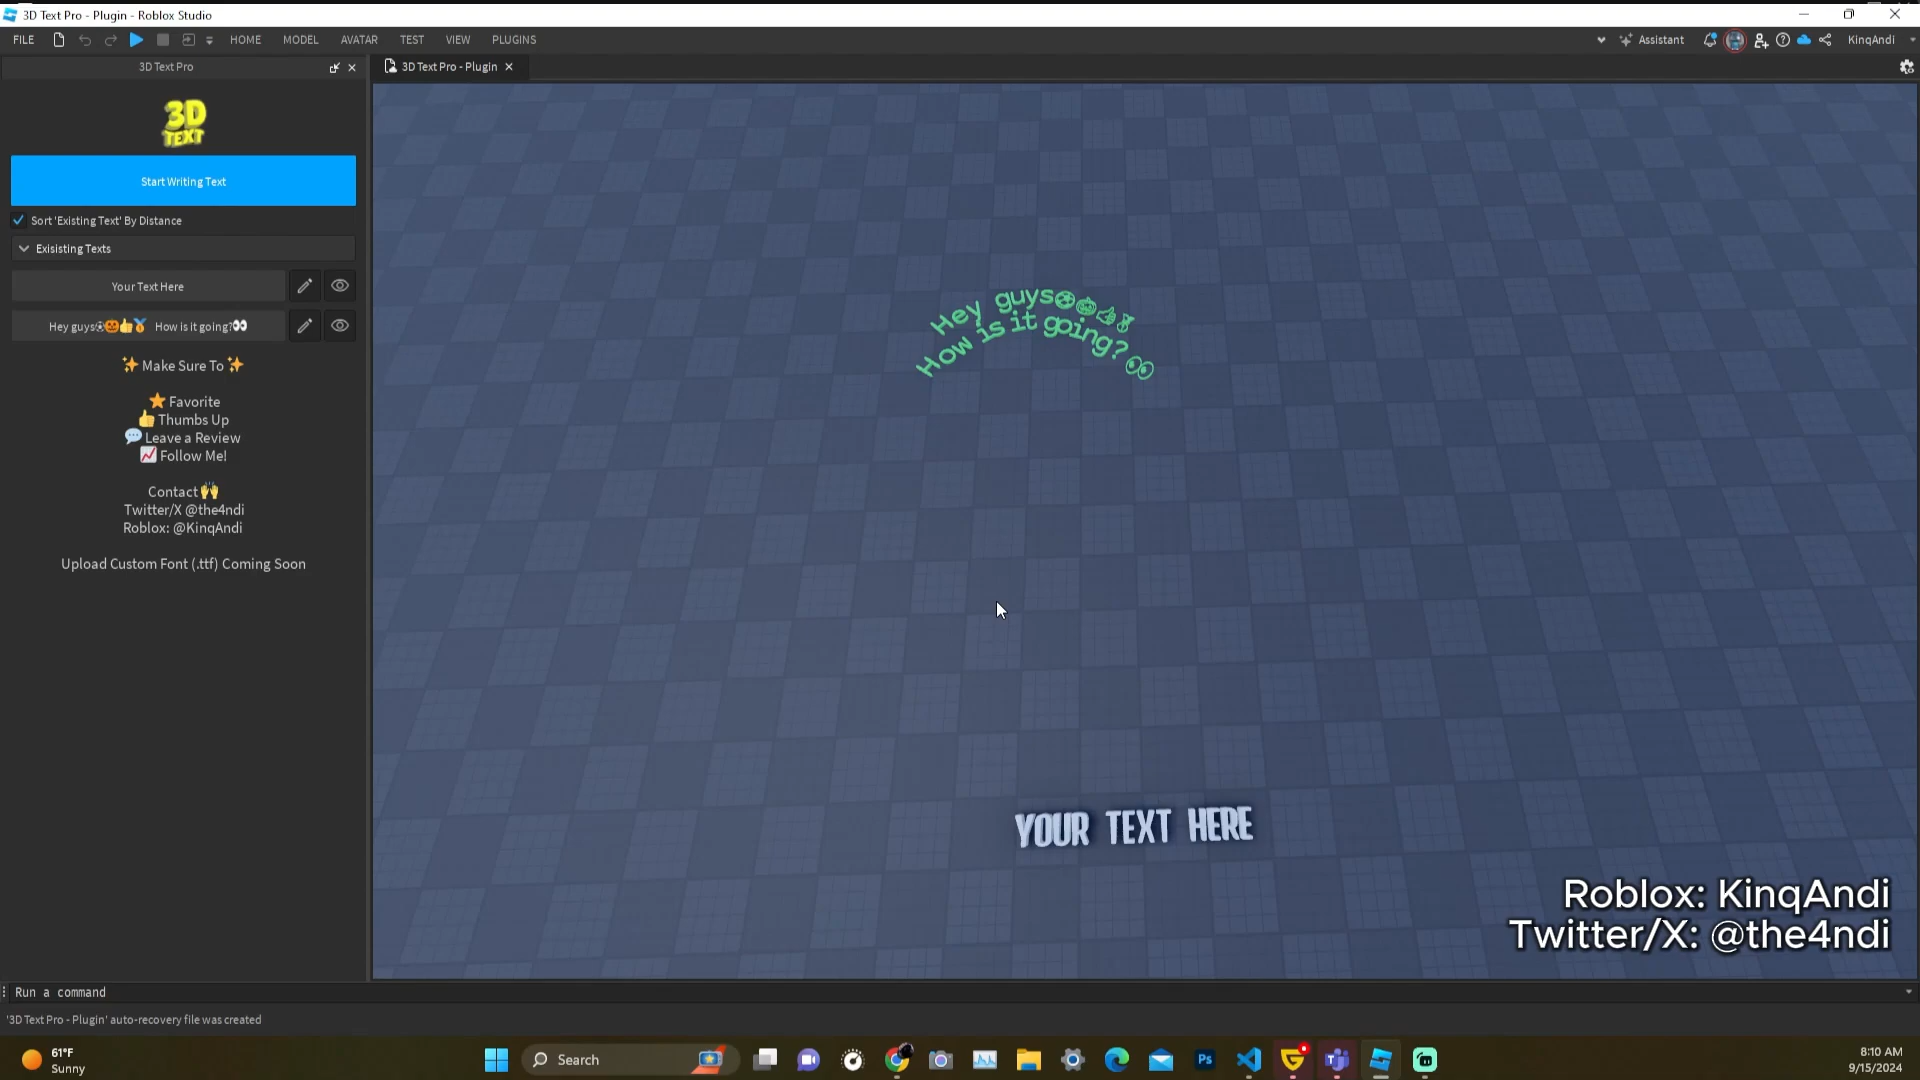 3D Text Pro - Plugin - Roblox Studio
FILE HOME MODEL AVATAR TEST VIEW PLUGINS Assistant KinqAndi
3D Text Pro
3D Text Pro - Plugin
3D
TEXT
Start Writing Text
Sort 'Existing Text' By Distance
Exisisting Texts
Your Text Here
Hey guys⚽🎃👍🏅 How is it going?👀
✨ Make Sure To ✨
⭐ Favorite
👍 Thumbs Up
💬 Leave a Review
📈 Follow Me!
Contact 🙌
Twitter/X @the4ndi
Roblox: @KinqAndi
Upload Custom Font (.ttf) Coming Soon
Hey guys⚽🎃👍🏅
How is it going?👀
YOUR TEXT HERE
Roblox: KinqAndi
Twitter/X: @the4ndi
Run a command
'3D Text Pro - Plugin' auto-recovery file was created
61°F
Sunny
Search
Ps
8:10 AM
9/15/2024